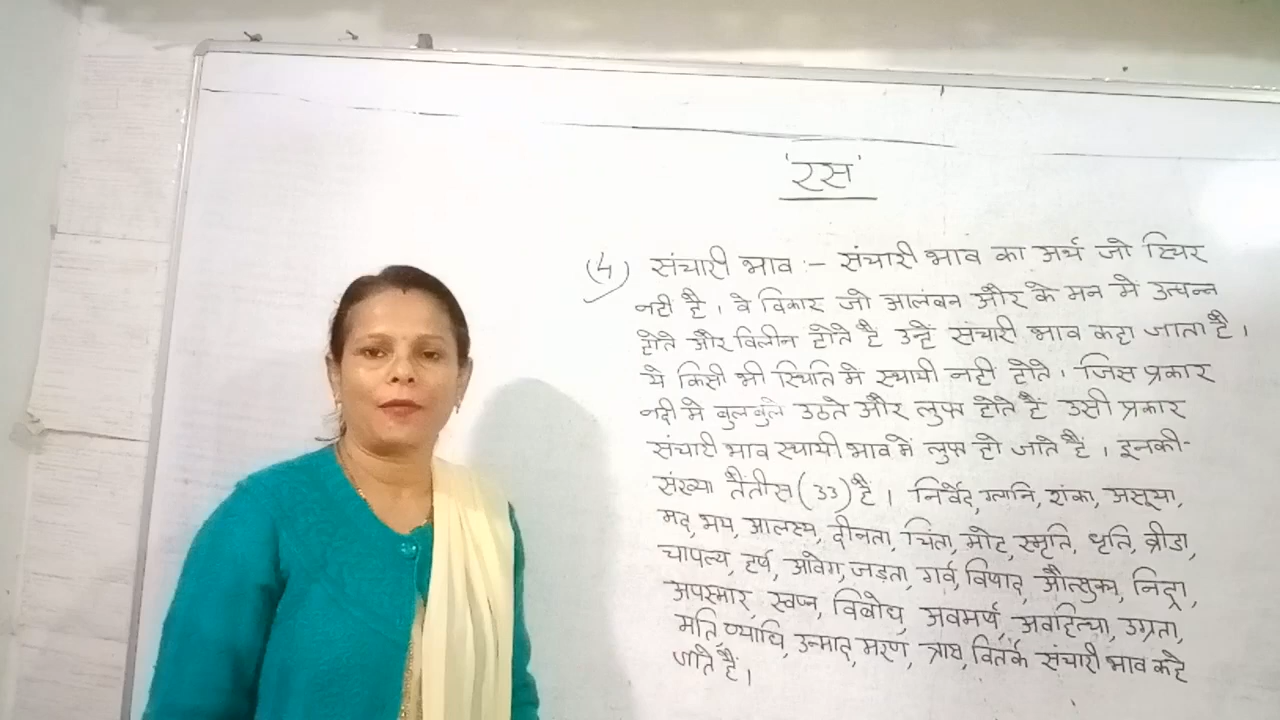 'रस'
(4) संचारी भाव :- संचारी भाव का अर्थ जो स्थिर
नही है। वे विकार जो आलंबन और के मन में उत्पन्न
होते और विलीन होते हैं उन्हें संचारी भाव कहा जाता है।
ये किसी भी स्थिति मे स्थायी नही होते। जिस प्रकार
नदी मे बुलबुले उठते और लुप्त होते हैं उसी प्रकार
संचारी भाव स्थायी भाव में लुप्त हो जाते हैं। इनकी-
संख्या तैतीस (33) है। निर्वेद, ग्लानि, शंका, असूया,
मद, भय, आलस्य, दीनता, चिंता, मोह, स्मृति, धृति, व्रीडा,
चापल्य, हर्ष, आवेग, जड़ता, गर्व, विषाद, औत्सुक्य, निद्रा,
अपस्मार, स्वप्न, विबोध, अवमर्ष, अवहित्था, उग्रता,
मति, व्याधि, उन्माद, मरण, त्रास, वितर्क संचारी भाव कहे
जाते है।